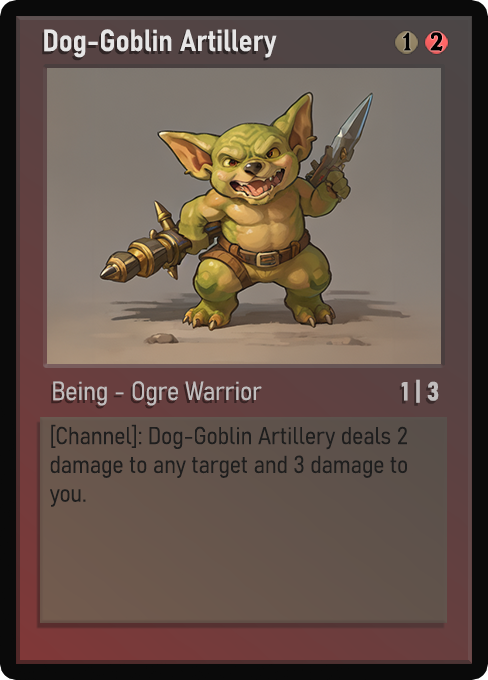 Dog-Goblin Artillery 1 2
Being - Ogre Warrior 1|3
[Channel]: Dog-Goblin Artillery deals 2
damage to any target and 3 damage to
you.